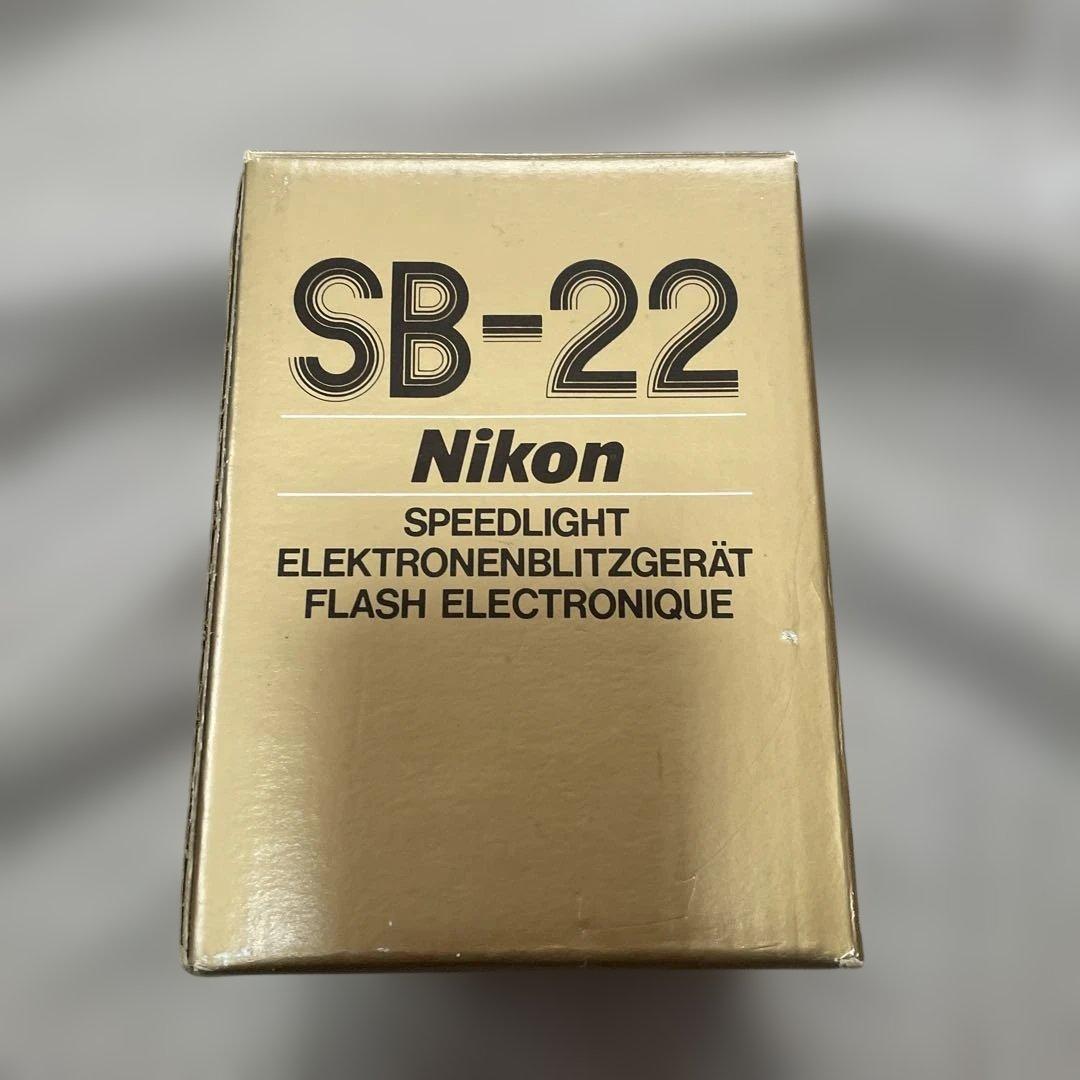 SB-22
Nikon
SPEEDLIGHT
ELEKTRONENBLITZGERÄT
FLASH ELECTRONIQUE